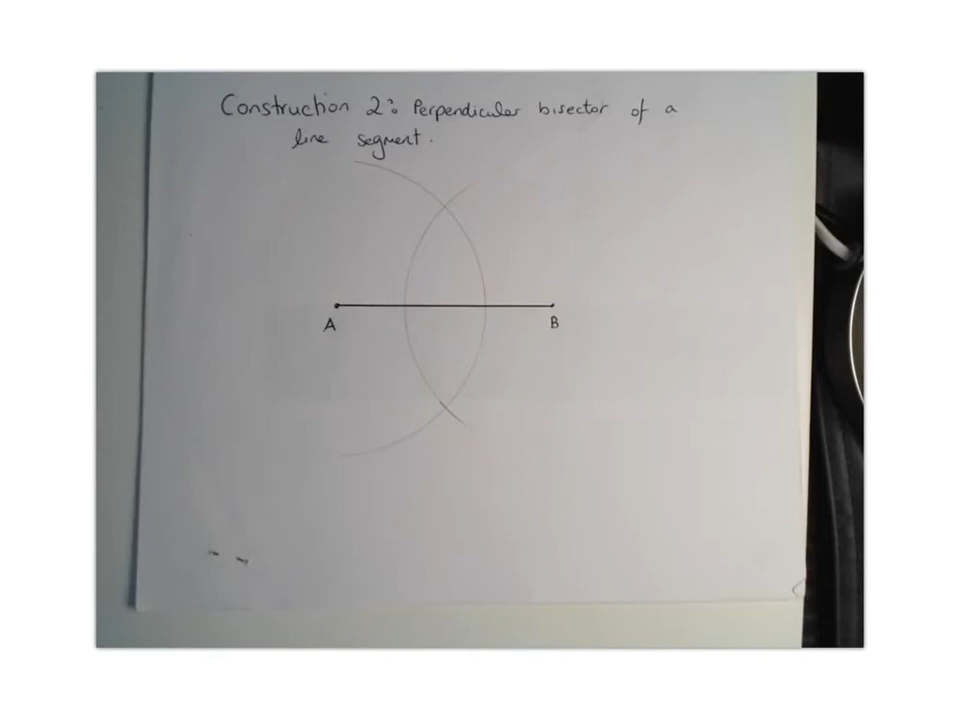 Construction 2: Perpendicular bisector of a
line segment.
A
B